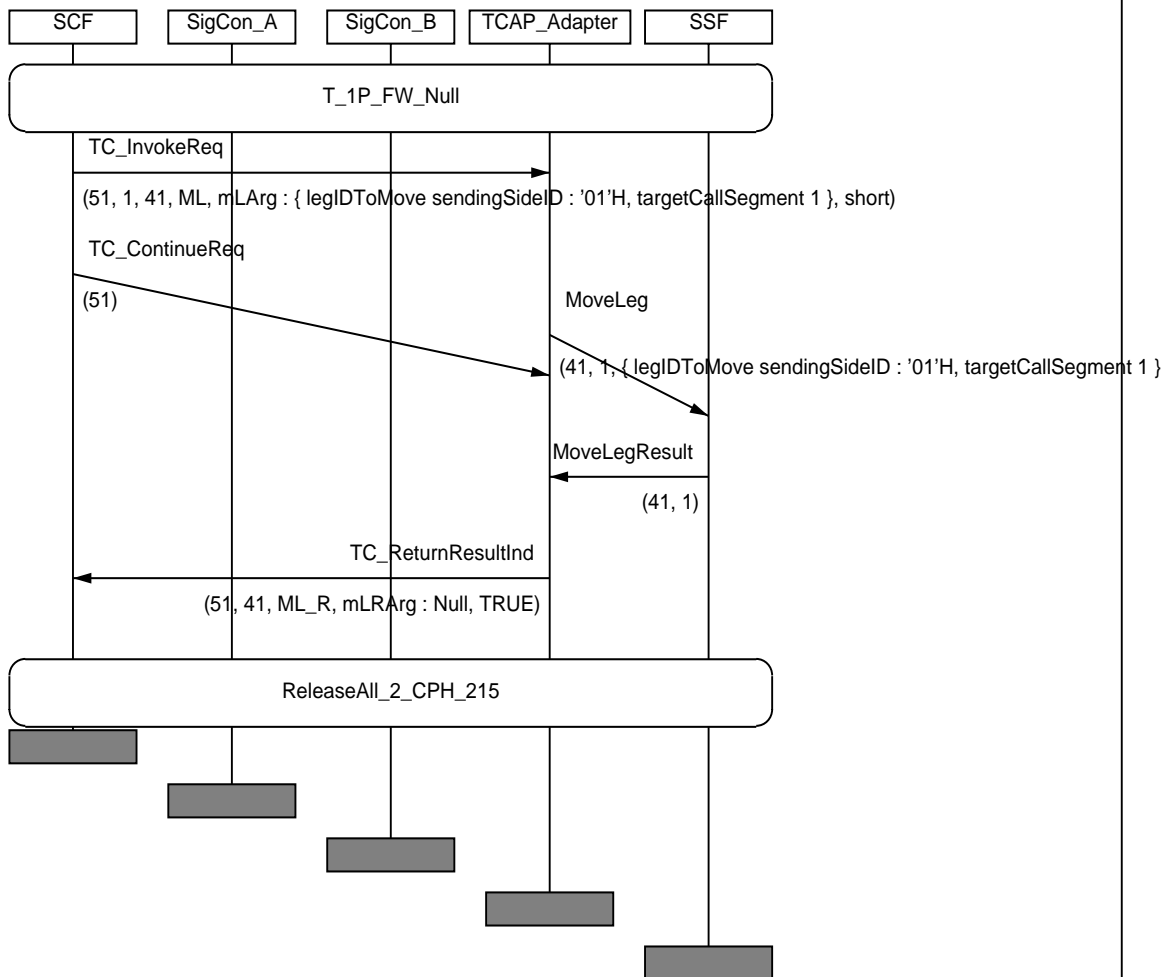 SCF SigCon_A SigCon_B TCAP_Adapter SSF
T_1P_FW_Null
TC_InvokeReq
(51, 1, 41, ML, mLArg : { legIDToMove sendingSideID : '01'H, targetCallSegment 1 }, short)
TC_ContinueReq
(51)
MoveLeg
(41, 1, { legIDToMove sendingSideID : '01'H, targetCallSegment 1 }
MoveLegResult
(41, 1)
TC_ReturnResultInd
(51, 41, ML_R, mLRArg : Null, TRUE)
ReleaseAll_2_CPH_215